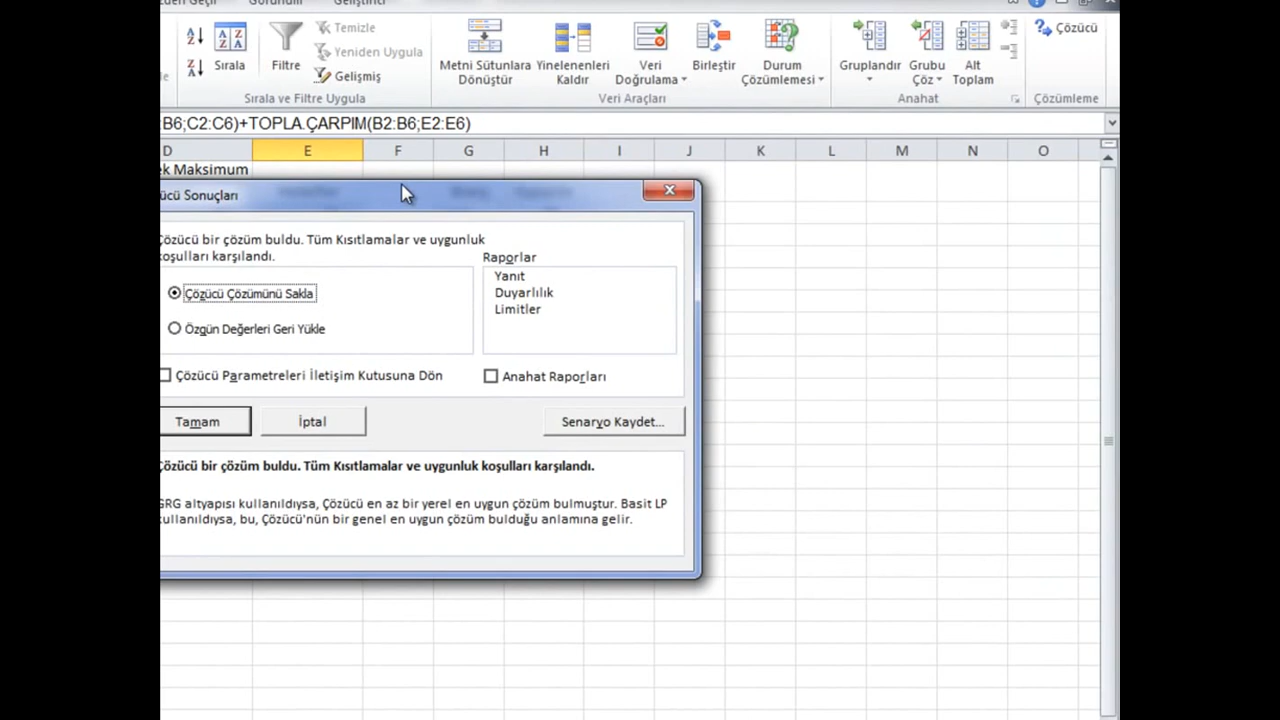 Temizle
Yeniden Uygula
Gelişmiş
Sırala
Filtre
Metni Sütunlara
Dönüştür
Yinelenenleri
Kaldır
Veri
Doğrulama
Birleştir
Durum
Çözümlemesi
Gruplandır
Grubu
Çöz
Alt
Toplam
Çözücü
Sırala ve Filtre Uygula
Veri Araçları
Anahat
Çözümleme
B6;C2:C6)+TOPLA.ÇARPIM(B2:B6;E2:E6)
D E F G H I J K L M N O
ek Maksimum
ücü Sonuçları
Çözücü bir çözüm buldu. Tüm Kısıtlamalar ve uygunluk
koşulları karşılandı.
Raporlar
Yanıt
Duyarlılık
Limitler
Çözücü Çözümünü Sakla
Özgün Değerleri Geri Yükle
Çözücü Parametreleri İletişim Kutusuna Dön
Anahat Raporları
Tamam
İptal
Senaryo Kaydet...
Çözücü bir çözüm buldu. Tüm Kısıtlamalar ve uygunluk koşulları karşılandı.
GRG altyapısı kullanıldıysa, Çözücü en az bir yerel en uygun çözüm bulmuştur. Basit LP
kullanıldıysa, bu, Çözücü'nün bir genel en uygun çözüm bulduğu anlamına gelir.